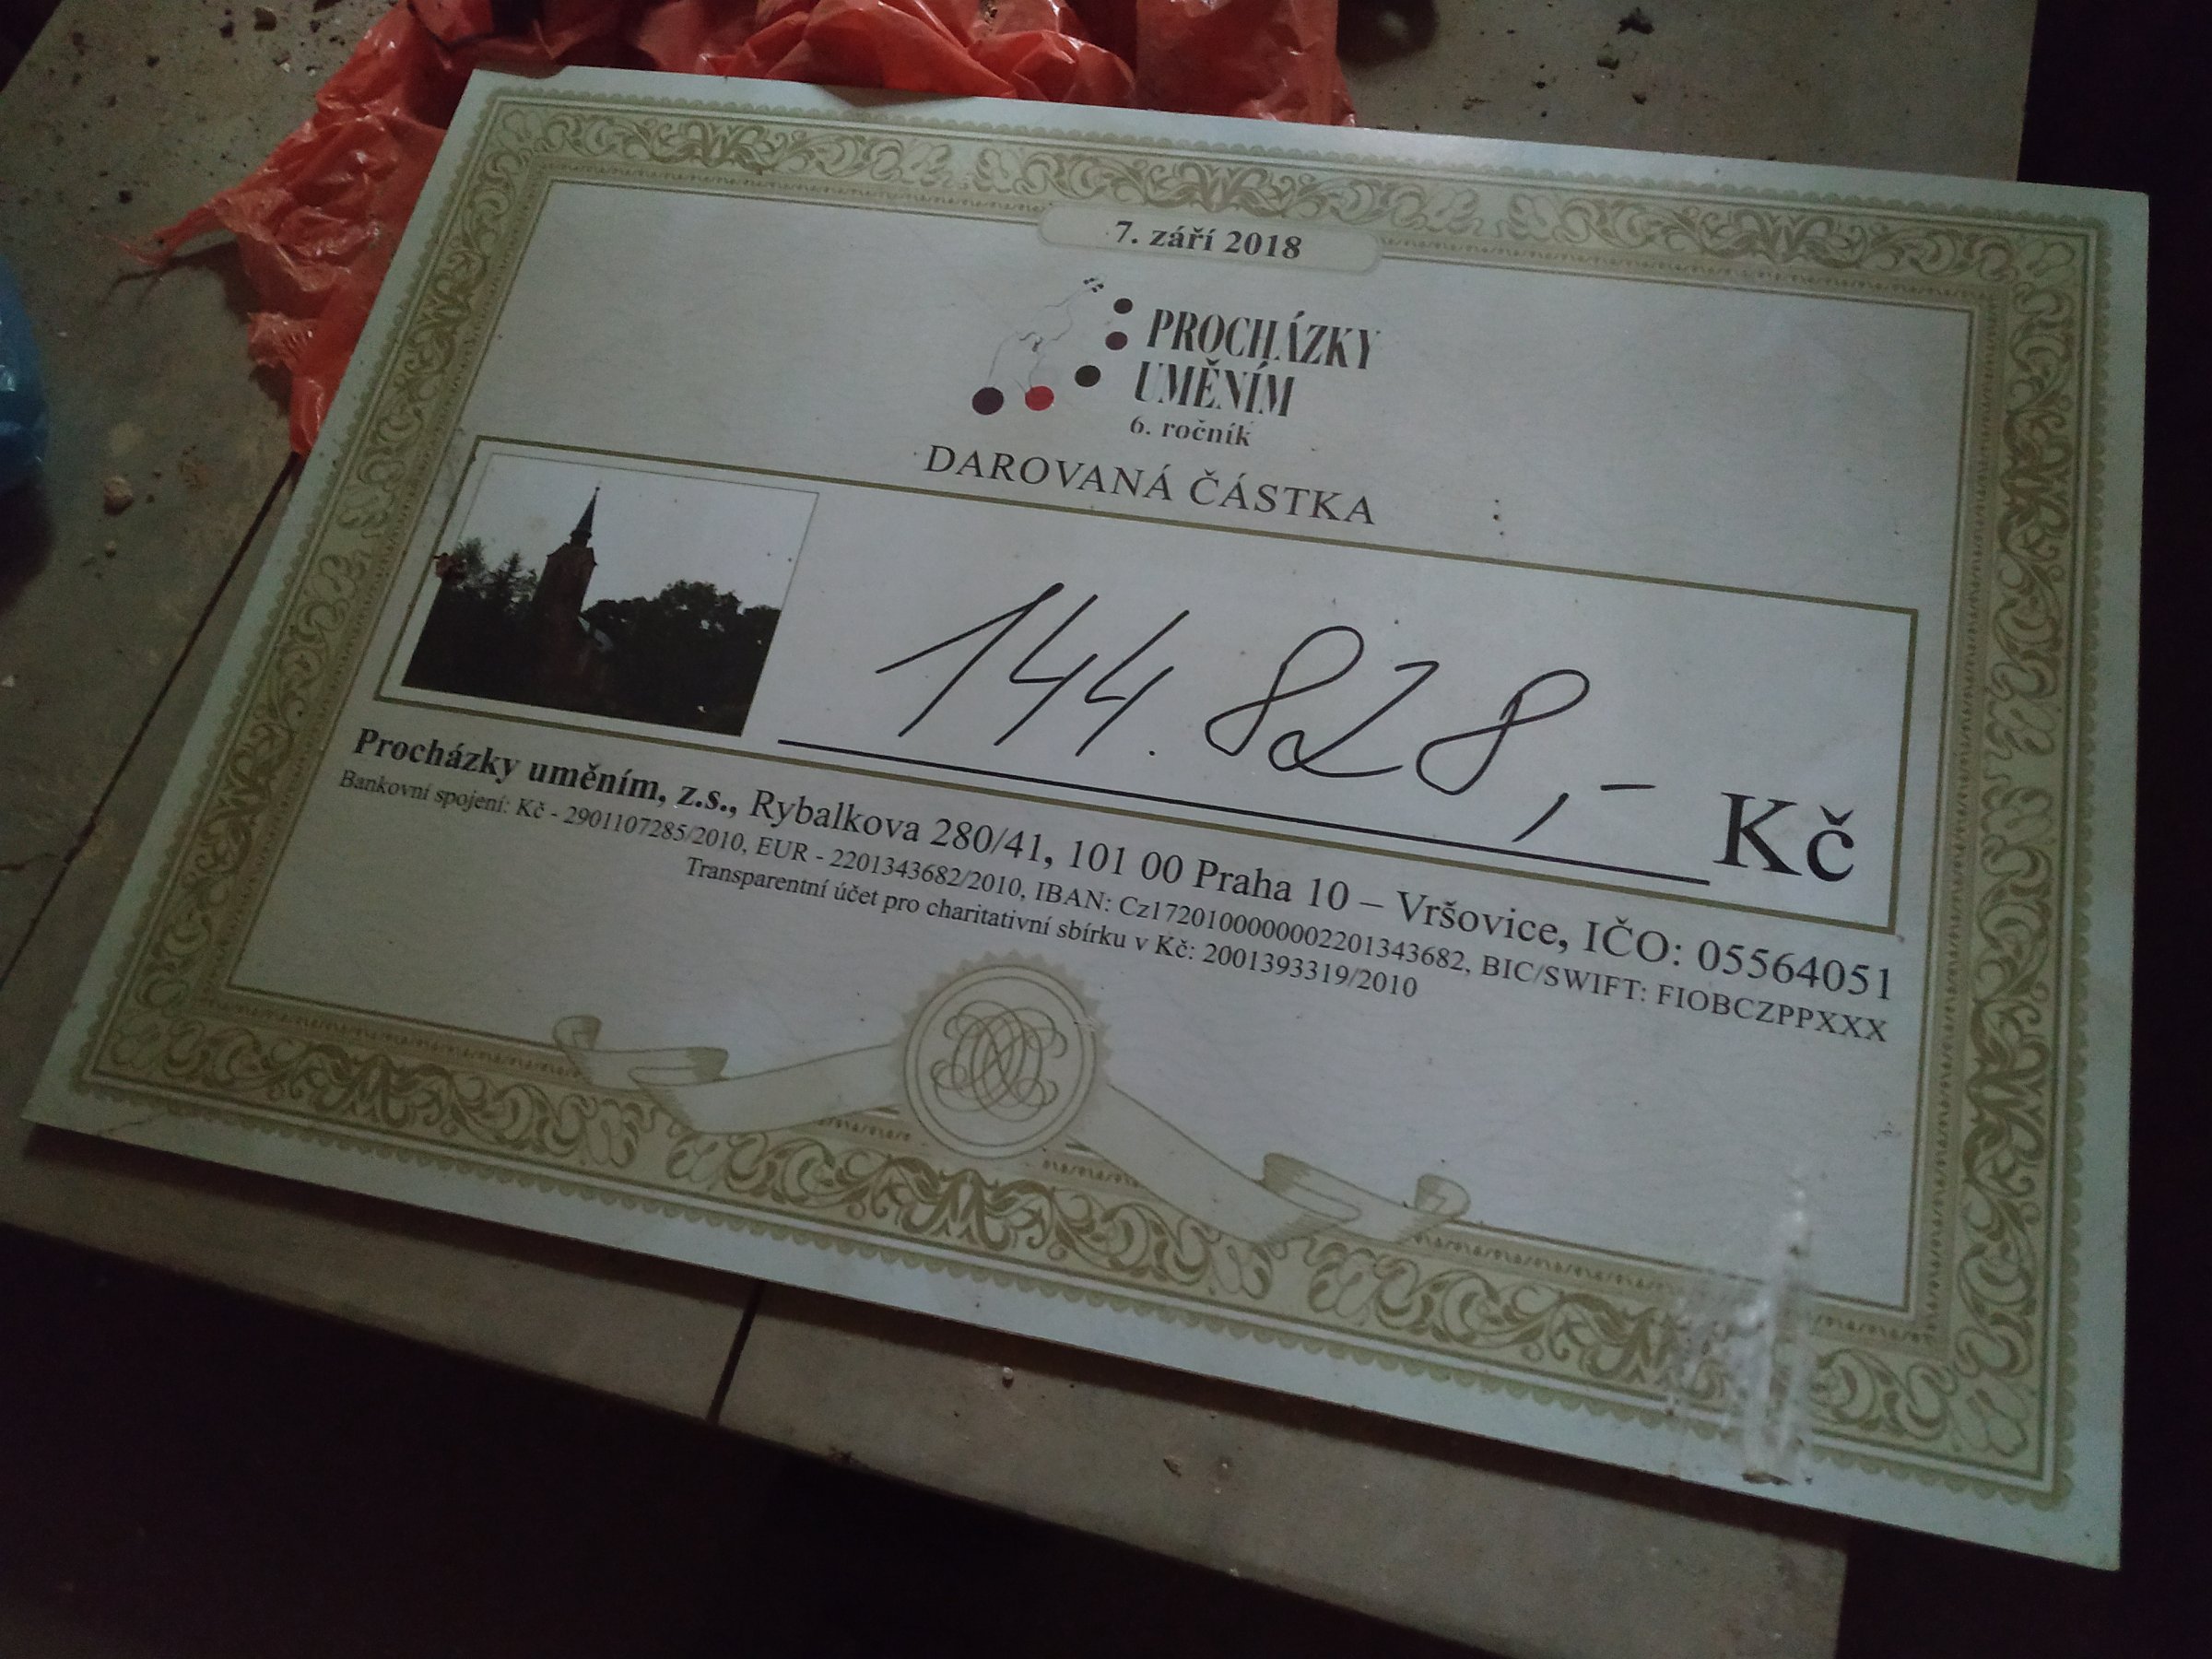 7. září 2018
PROCHÁZKY
UMĚNÍM
6. ročník
DAROVANÁ ČÁSTKA
144.828,- Kč
Procházky uměním, z.s., Rybalkova 280/41, 101 00 Praha 10 – Vršovice, IČO: 05564051
Bankovní spojení: Kč - 2901107285/2010, EUR - 2201343682/2010, IBAN: Cz1720100000002201343682, BIC/SWIFT: FIOBCZPPXXX
Transparentní účet pro charitativní sbírku v Kč: 2001393319/2010